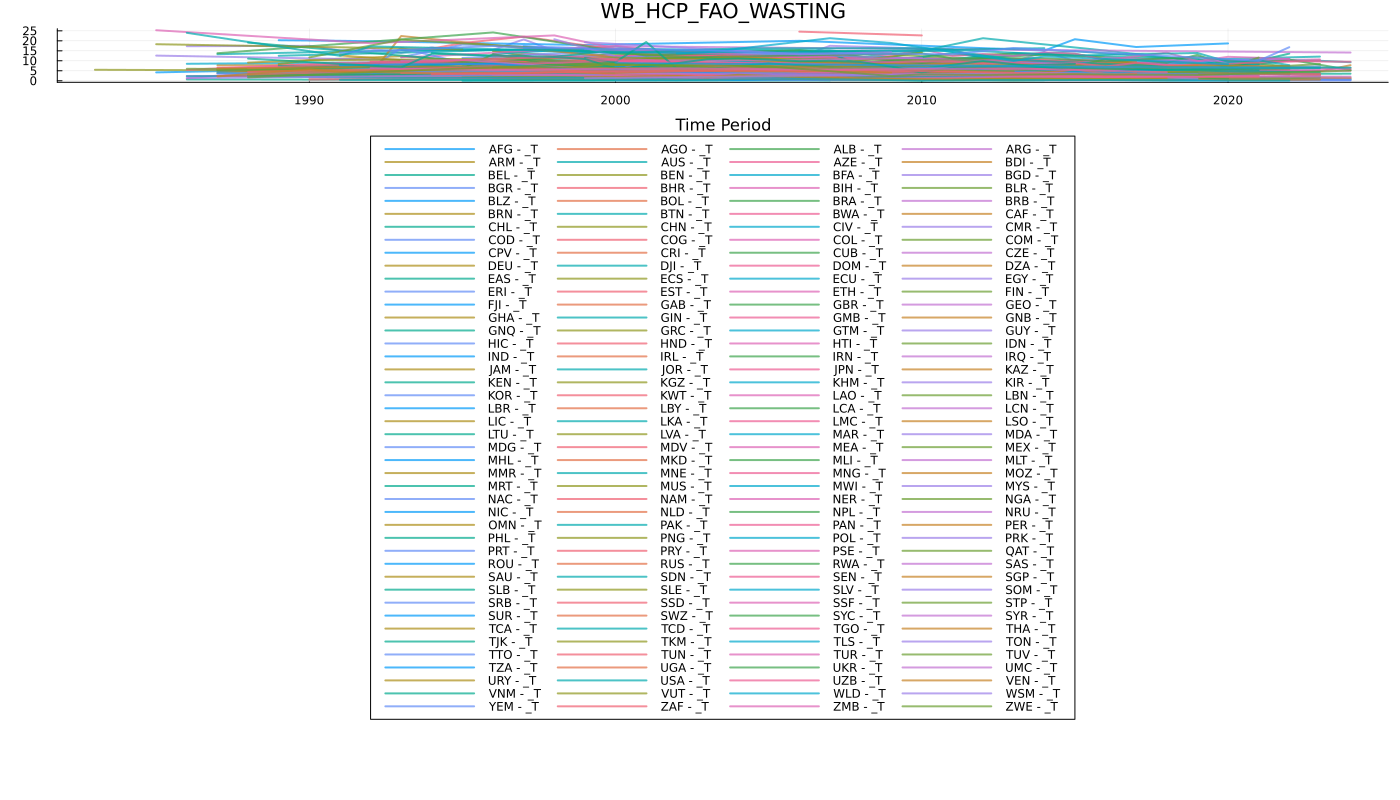 WB_HCP_FAO_WASTING
25
20
15
10
5
0
1990 2000 2010 2020
Time Period
AFG - _T AGO - _T ALB - _T ARG - _T
ARM - _T AUS - _T AZE - _T BDI - _T
BEL - _T BEN - _T BFA - _T BGD - _T
BGR - _T BHR - _T BIH - _T BLR - _T
BLZ - _T BOL - _T BRA - _T BRB - _T
BRN - _T BTN - _T BWA - _T CAF - _T
CHL - _T CHN - _T CIV - _T CMR - _T
COD - _T COG - _T COL - _T COM - _T
CPV - _T CRI - _T CUB - _T CZE - _T
DEU - _T DJI - _T DOM - _T DZA - _T
EAS - _T ECS - _T ECU - _T EGY - _T
ERI - _T EST - _T ETH - _T FIN - _T
FJI - _T GAB - _T GBR - _T GEO - _T
GHA - _T GIN - _T GMB - _T GNB - _T
GNQ - _T GRC - _T GTM - _T GUY - _T
HIC - _T HND - _T HTI - _T IDN - _T
IND - _T IRL - _T IRN - _T IRQ - _T
JAM - _T JOR - _T JPN - _T KAZ - _T
KEN - _T KGZ - _T KHM - _T KIR - _T
KOR - _T KWT - _T LAO - _T LBN - _T
LBR - _T LBY - _T LCA - _T LCN - _T
LIC - _T LKA - _T LMC - _T LSO - _T
LTU - _T LVA - _T MAR - _T MDA - _T
MDG - _T MDV - _T MEA - _T MEX - _T
MHL - _T MKD - _T MLI - _T MLT - _T
MMR - _T MNE - _T MNG - _T MOZ - _T
MRT - _T MUS - _T MWI - _T MYS - _T
NAC - _T NAM - _T NER - _T NGA - _T
NIC - _T NLD - _T NPL - _T NRU - _T
OMN - _T PAK - _T PAN - _T PER - _T
PHL - _T PNG - _T POL - _T PRK - _T
PRT - _T PRY - _T PSE - _T QAT - _T
ROU - _T RUS - _T RWA - _T SAS - _T
SAU - _T SDN - _T SEN - _T SGP - _T
SLB - _T SLE - _T SLV - _T SOM - _T
SRB - _T SSD - _T SSF - _T STP - _T
SUR - _T SWZ - _T SYC - _T SYR - _T
TCA - _T TCD - _T TGO - _T THA - _T
TJK - _T TKM - _T TLS - _T TON - _T
TTO - _T TUN - _T TUR - _T TUV - _T
TZA - _T UGA - _T UKR - _T UMC - _T
URY - _T USA - _T UZB - _T VEN - _T
VNM - _T VUT - _T WLD - _T WSM - _T
YEM - _T ZAF - _T ZMB - _T ZWE - _T